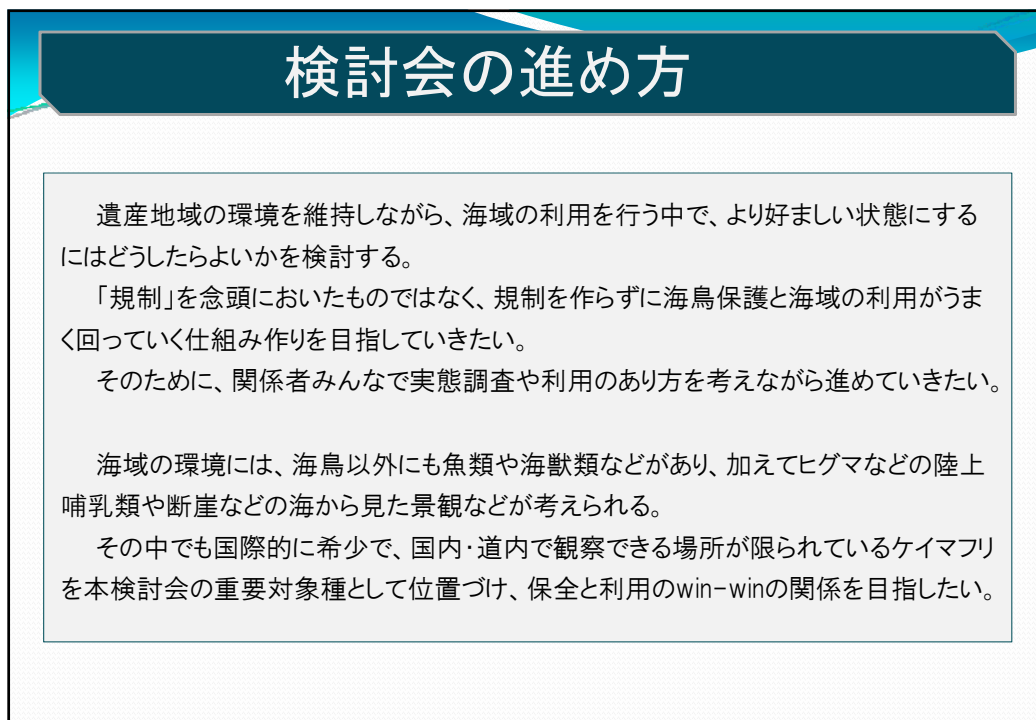 検討会の進め方
遺産地域の環境を維持しながら、海域の利用を行う中で、より好ましい状態にする
にはどうしたらよいかを検討する。
「規制」を念頭においたものではなく、規制を作らずに海鳥保護と海域の利用がうま
く回っていく仕組み作りを目指していきたい。
そのために、関係者みんなで実態調査や利用のあり方を考えながら進めていきたい。
海域の環境には、海鳥以外にも魚類や海獣類などがあり、加えてヒグマなどの陸上
哺乳類や断崖などの海から見た景観などが考えられる。
その中でも国際的に希少で、国内・道内で観察できる場所が限られているケイマフリ
を本検討会の重要対象種として位置づけ、保全と利用のwin-winの関係を目指したい。